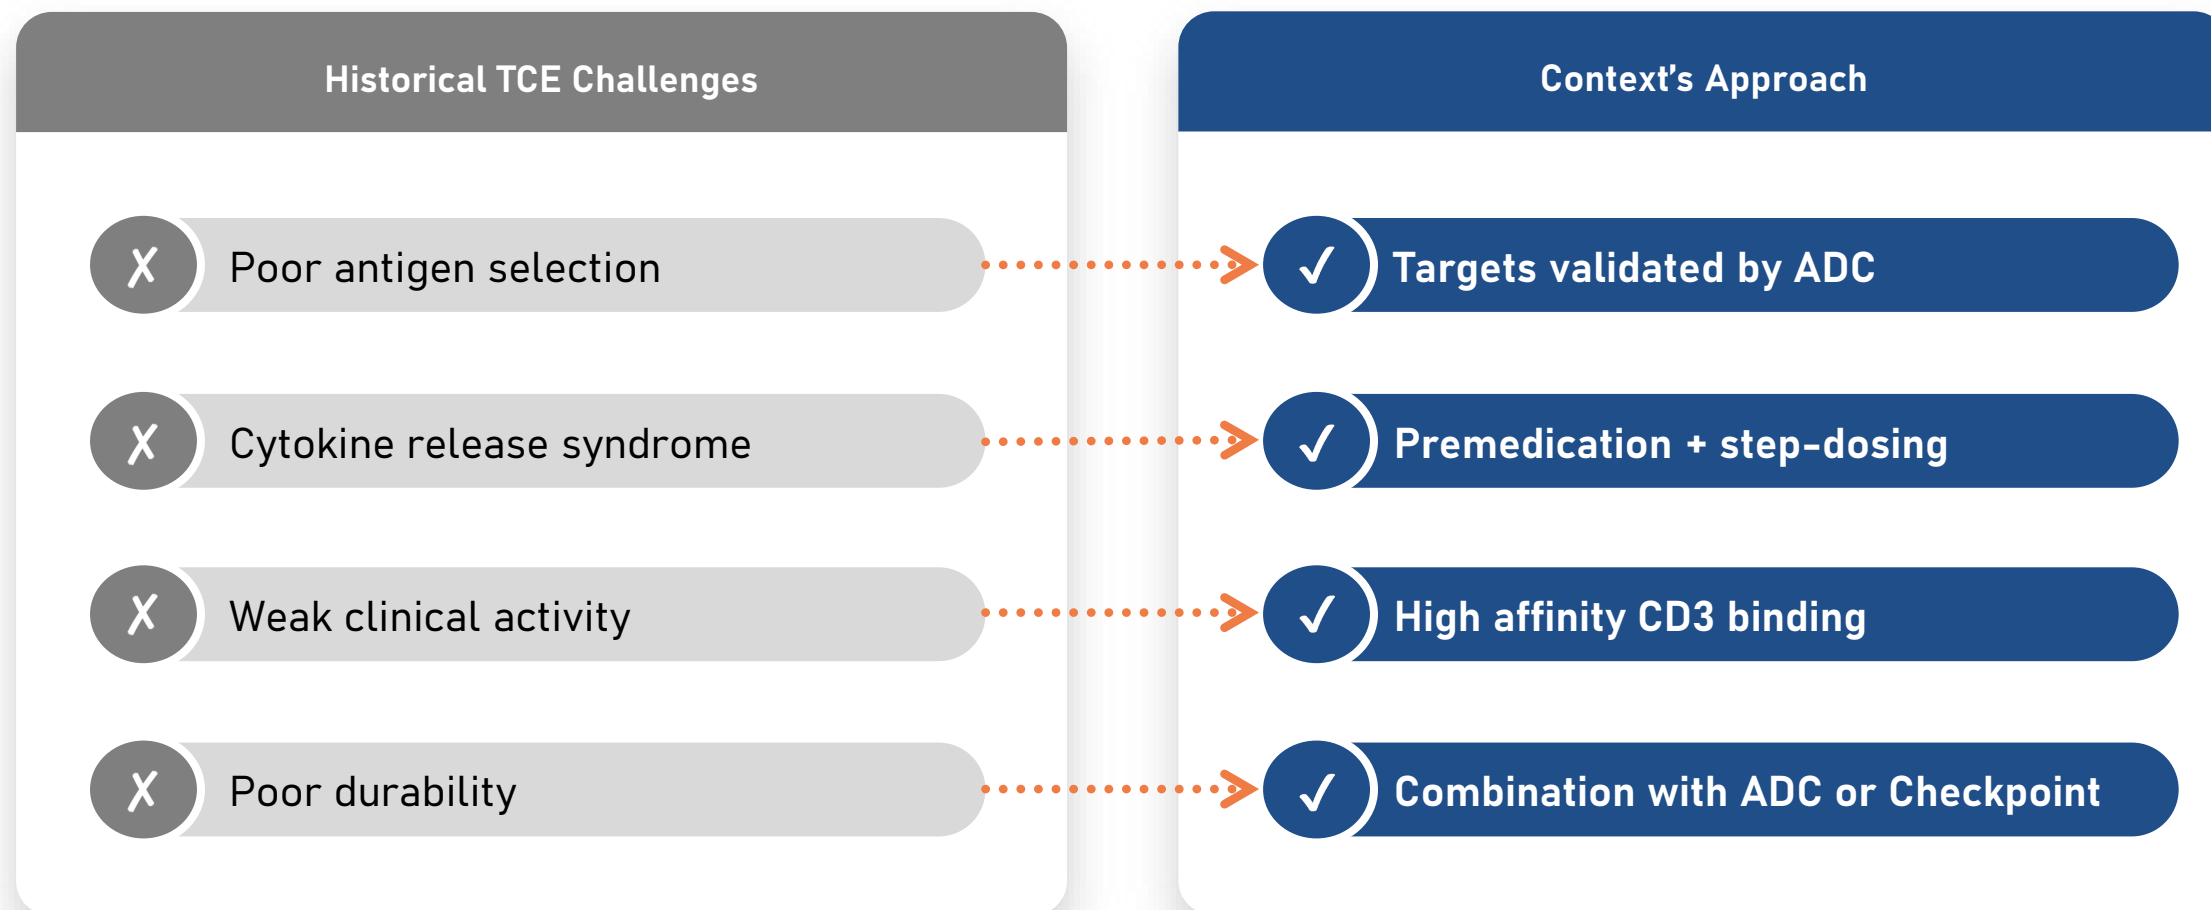 Historical TCE Challenges
Context’s Approach
✗ Poor antigen selection
✓ Targets validated by ADC
✗ Cytokine release syndrome
✓ Premedication + step-dosing
✗ Weak clinical activity
✓ High affinity CD3 binding
✗ Poor durability
✓ Combination with ADC or Checkpoint